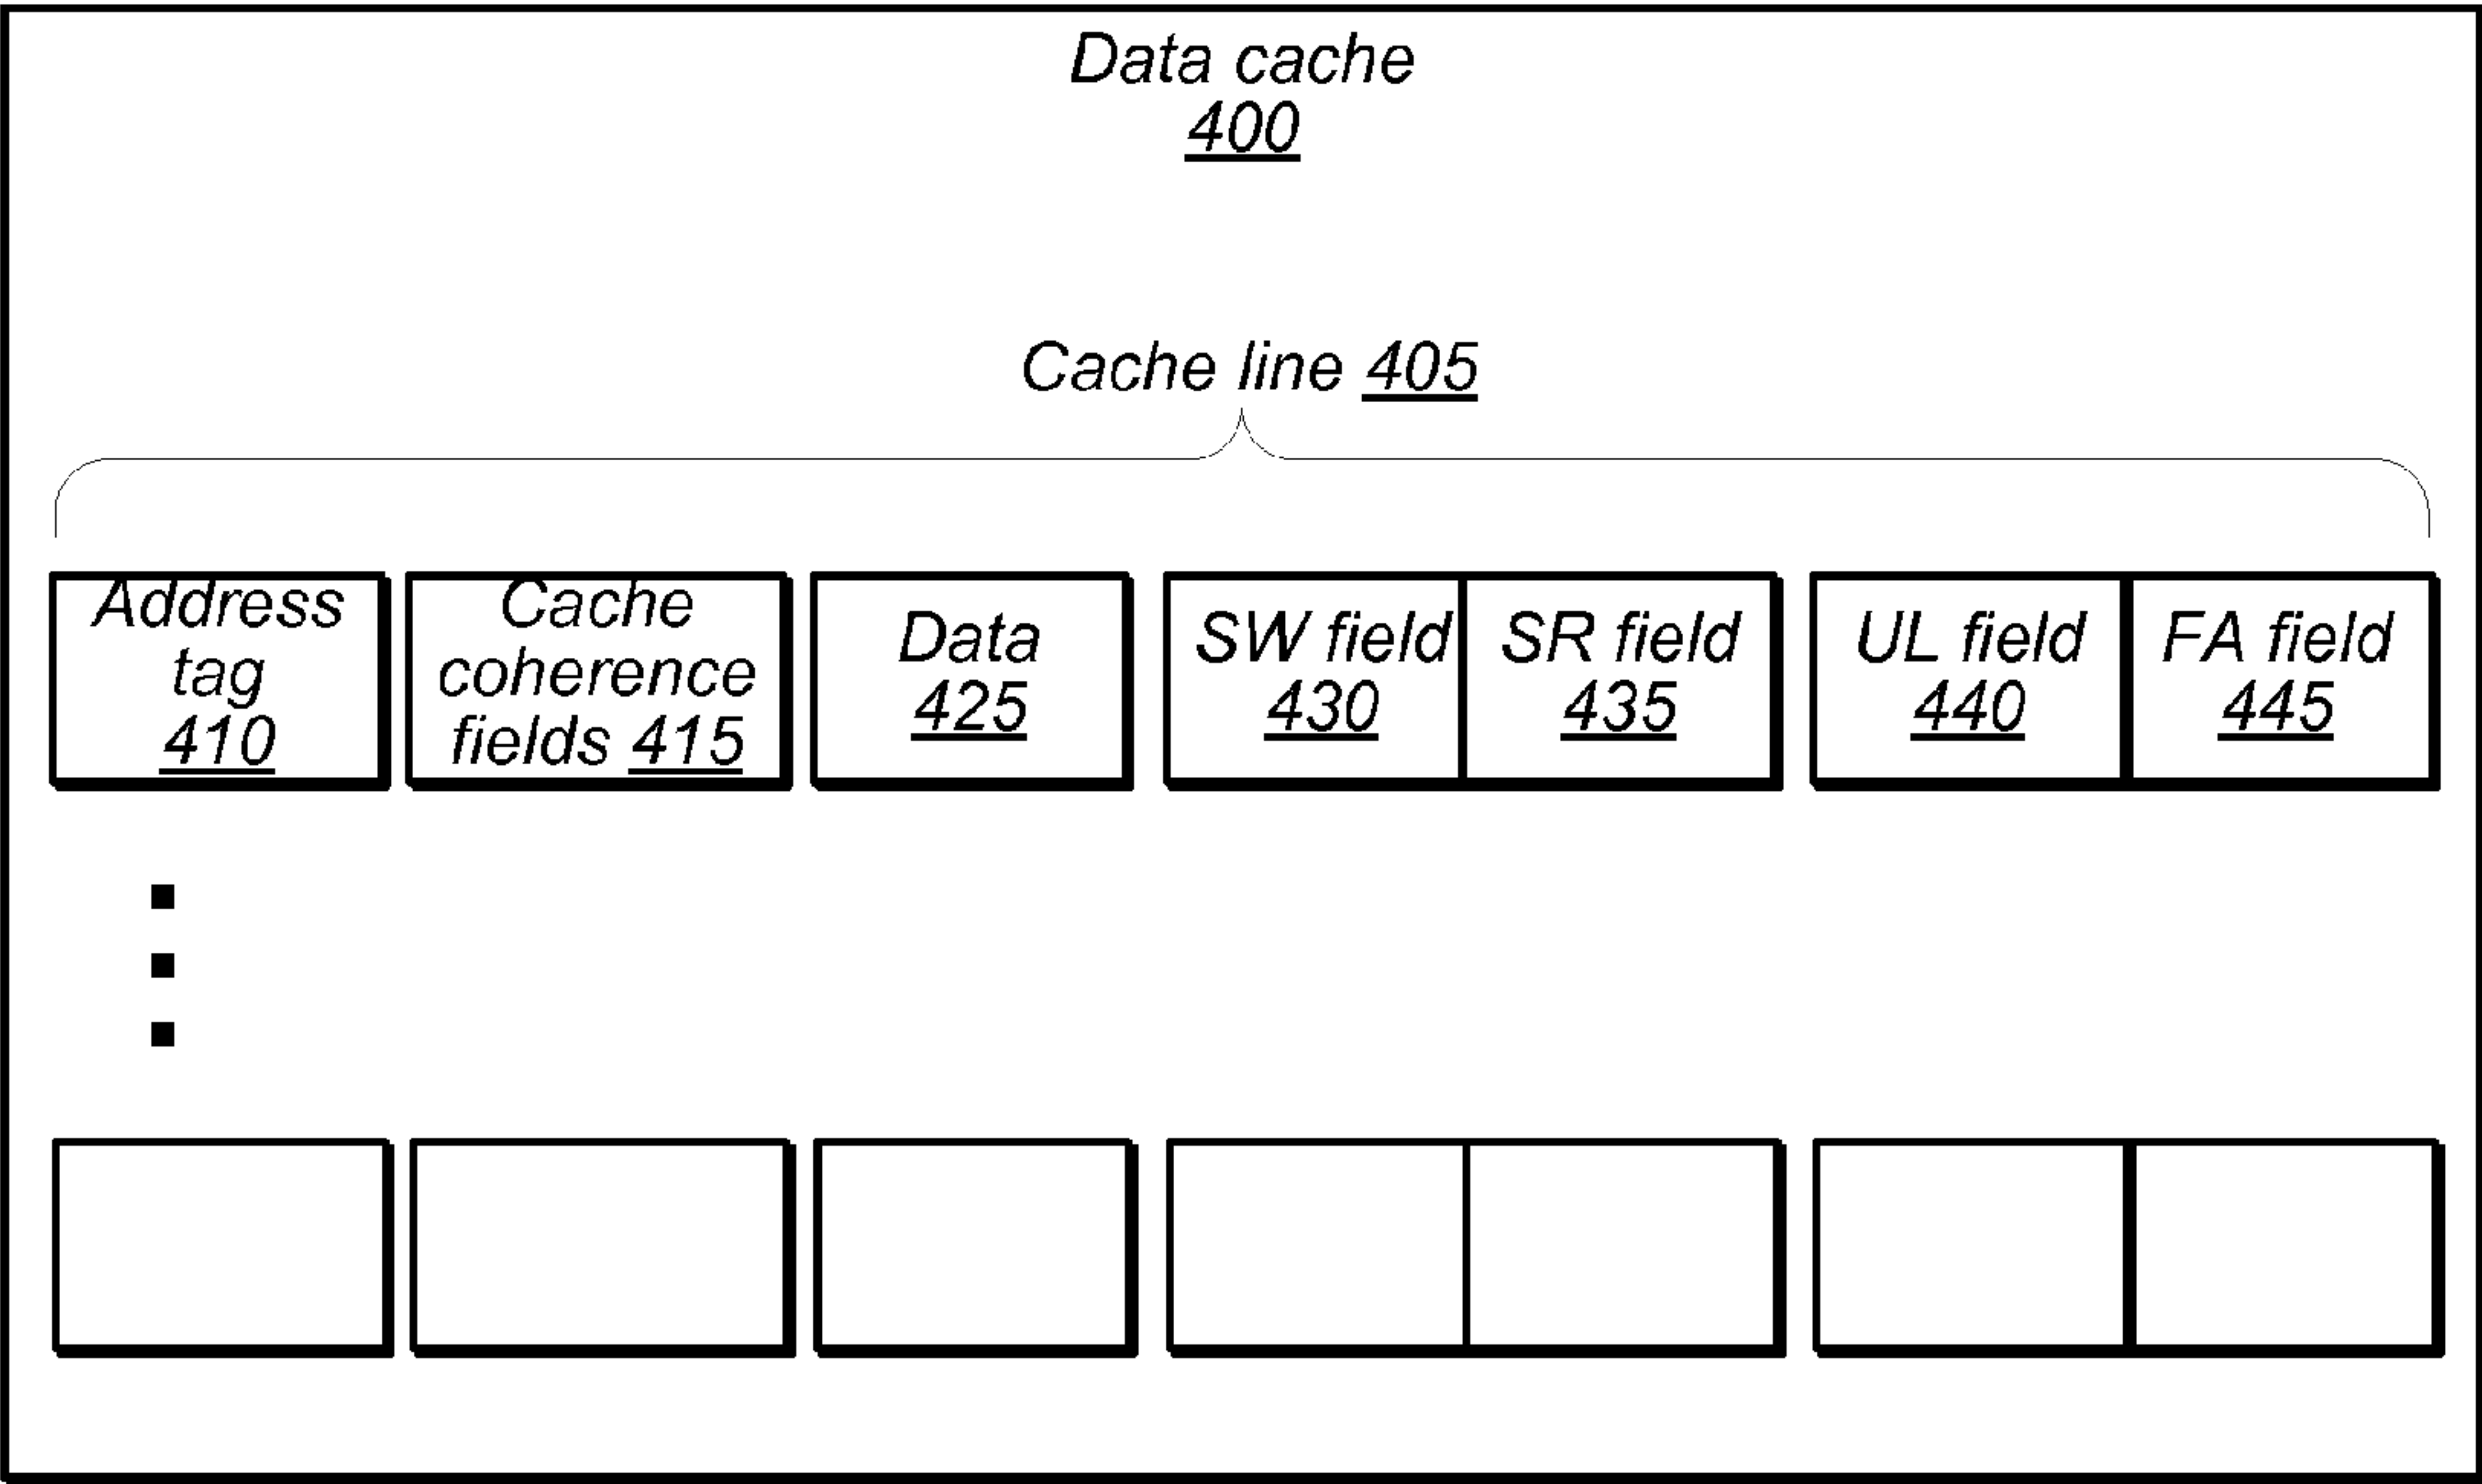 Data cache
400
Cache line 405
Address
tag
410
Cache
coherence
fields 415
Data
425
SW field
430
SR field
435
UL field
440
FA field
445